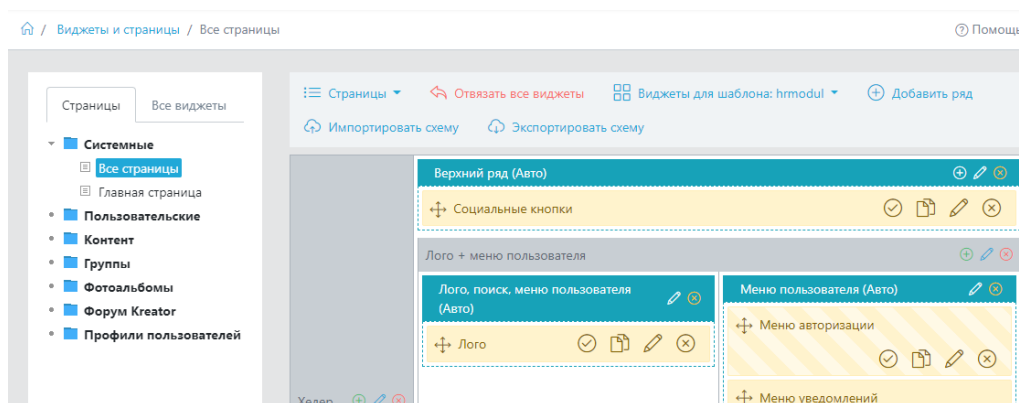 / Виджеты и страницы / Все страницы
Помощь
Страницы Все виджеты
Системные
Все страницы
Главная страница
Пользовательские
Контент
Группы
Фотоальбомы
Форум Kreator
Профили пользователей
Страницы Отвязать все виджеты Виджеты для шаблона: hrmodul Добавить ряд
Импортировать схему Экспортировать схему
Верхний ряд (Авто)
Социальные кнопки
Лого + меню пользователя
Лого, поиск, меню пользователя
(Авто)
Лого
Меню пользователя (Авто)
Меню авторизации
Меню уведомлений
Хедер